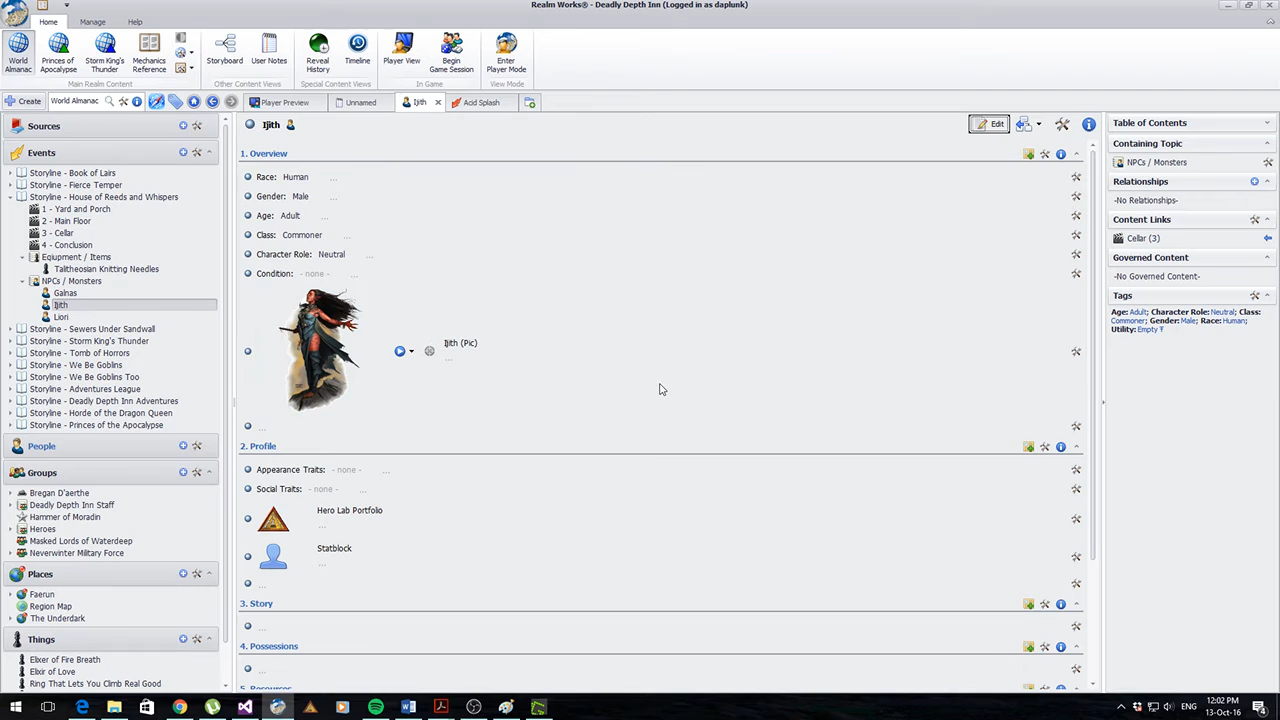 Realm Works® - Deadly Depth Inn (Logged in as daplunk)
Home
Manage
Help
World Almanac
Princes of Apocalypse
Storm King's Thunder
Mechanics Reference
Storyboard
User Notes
Reveal History
Timeline
Player View
Begin Game Session
Enter Player Mode
Main Realm Content
Other Content Views
Special Content Views
In Game
View Mode
Create
World Almanac
Player Preview
Unnamed
Ijith
Acid Splash
Sources
Events
Storyline - Book of Lairs
Storyline - Fierce Temper
Storyline - House of Reeds and Whispers
1 - Yard and Porch
2 - Main Floor
3 - Cellar
4 - Conclusion
Eqiupment / Items
Talitheosian Knitting Needles
NPCs / Monsters
Galnas
Ijith
Liori
Storyline - Sewers Under Sandwall
Storyline - Storm King's Thunder
Storyline - Tomb of Horrors
Storyline - We Be Goblins
Storyline - We Be Goblins Too
Storyline - Adventures League
Storyline - Deadly Depth Inn Adventures
Storyline - Horde of the Dragon Queen
Storyline - Princes of the Apocalypse
People
Groups
Bregan D'aerthe
Deadly Depth Inn Staff
Hammer of Moradin
Heroes
Masked Lords of Waterdeep
Neverwinter Military Force
Places
Faerun
Region Map
The Underdark
Things
Elixer of Fire Breath
Elixir of Love
Ring That Lets You Climb Real Good
Ijith
Edit
1. Overview
Race: Human ...
Gender: Male ...
Age: Adult ...
Class: Commoner ...
Character Role: Neutral ...
Condition: - none - ...
Ijith (Pic)
...
...
2. Profile
Appearance Traits: - none - ...
Social Traits: - none - ...
Hero Lab Portfolio
...
Statblock
...
...
3. Story
...
4. Possessions
...
5. Resources
Table of Contents
Containing Topic
NPCs / Monsters
Relationships
-No Relationships-
Content Links
Cellar (3)
Governed Content
-No Governed Content-
Tags
Age: Adult; Character Role: Neutral; Class:
Commoner; Gender: Male; Race: Human;
Utility: Empty Ŧ
12:02 PM
13-Oct-16